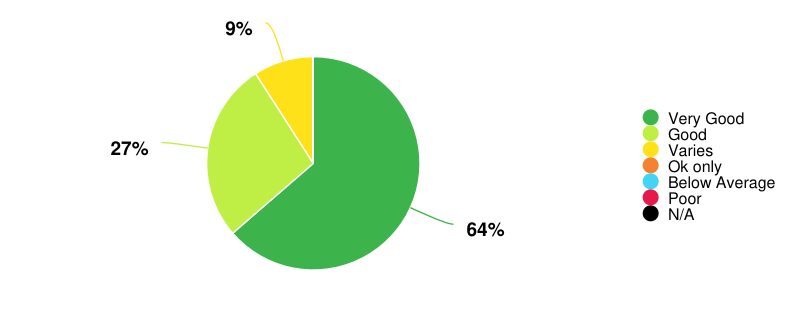 9%
27%
64%
Very Good
Good
Varies
Ok only
Below Average
Poor
N/A